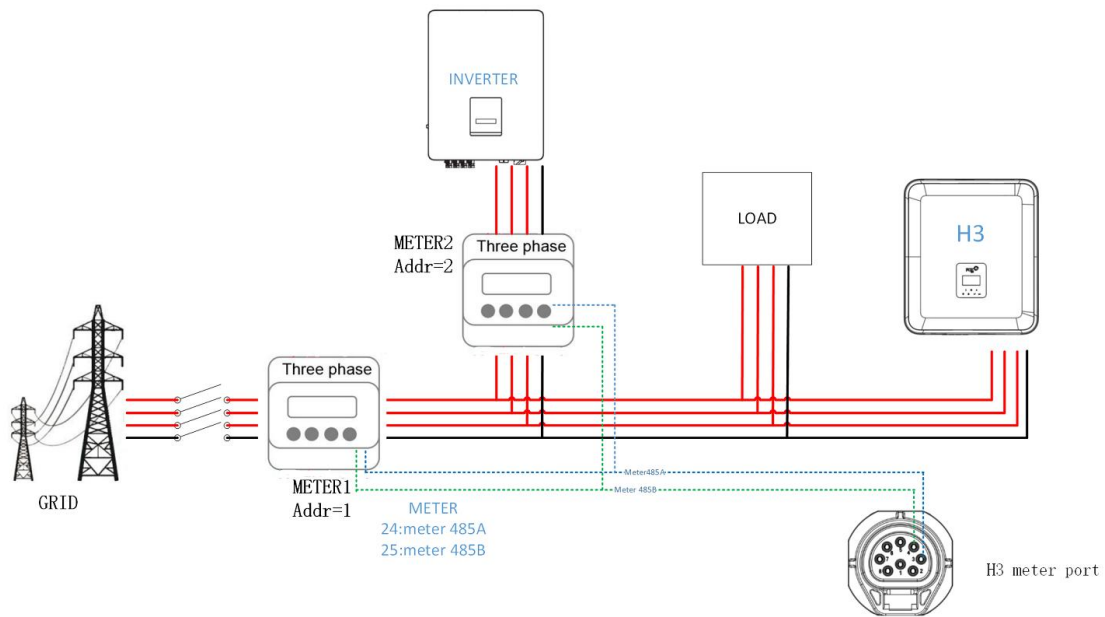 INVERTER
METER2
Addr=2
Three phase
LOAD
H3
Three phase
GRID
METER1
Addr=1
Meter485A
Meter 485B
METER
24:meter 485A
25:meter 485B
H3 meter port